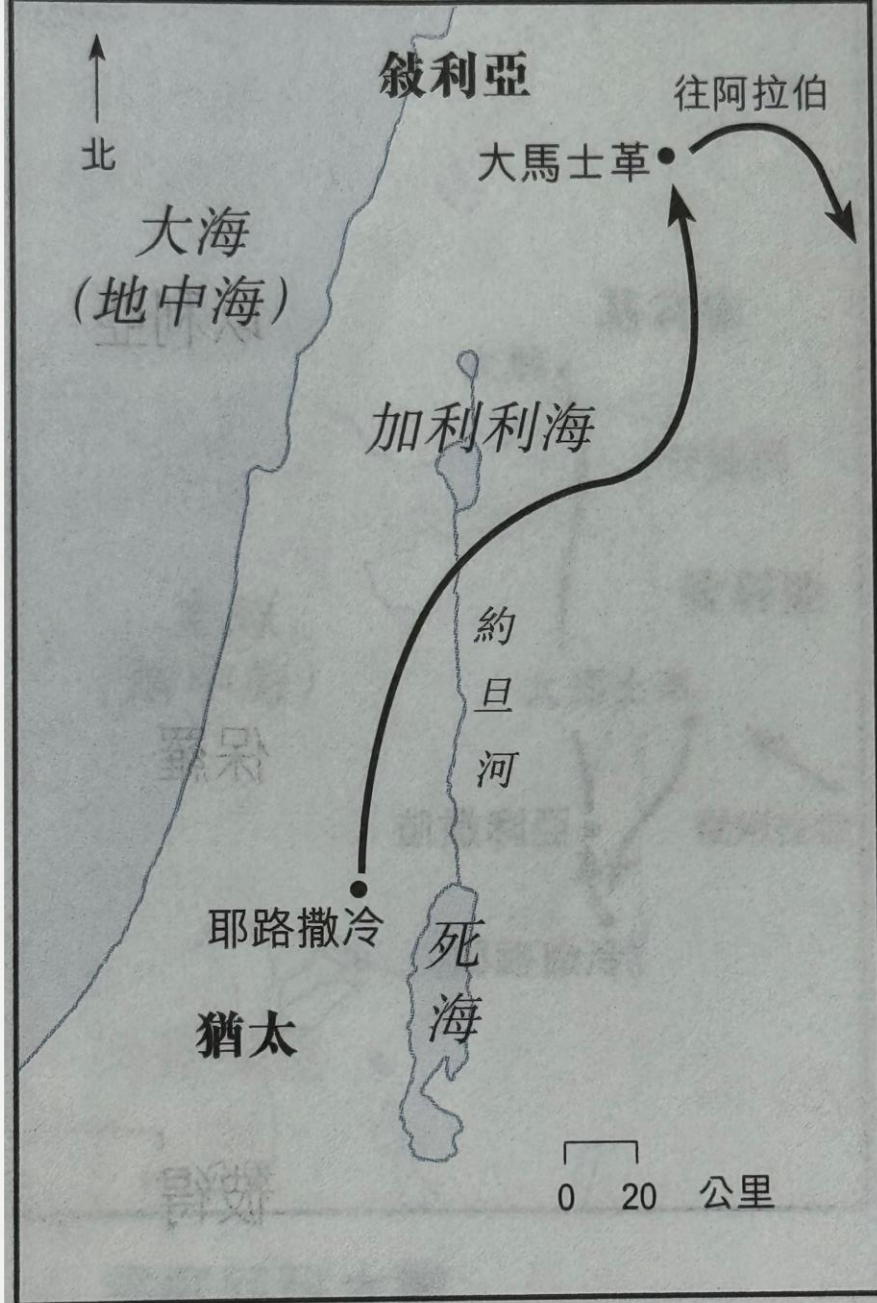 敍利亞
往阿拉伯
北
大馬士革
大海
(地中海)
加利利海
約旦河
耶路撒冷
死海
猶太
0 20 公里